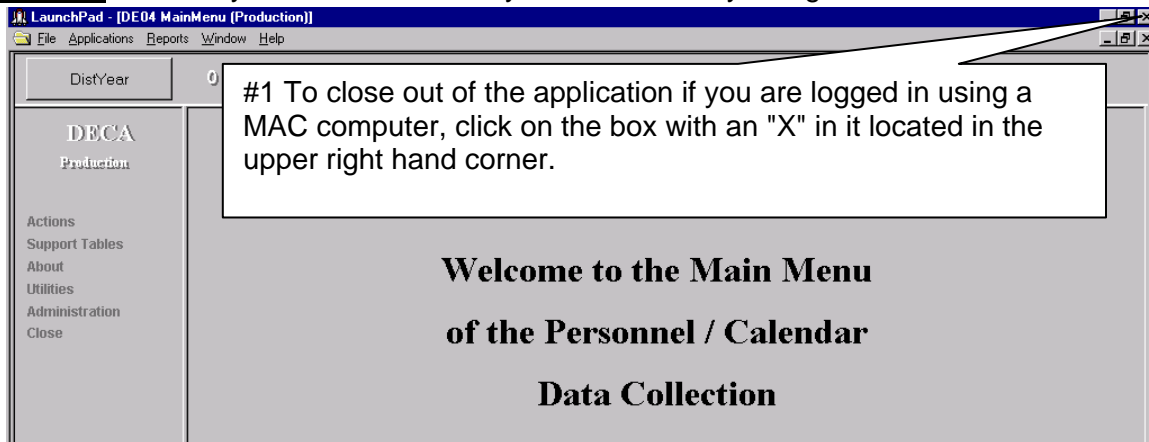 LaunchPad - [DE04 MainMenu (Production)]
File Applications Reports Window Help
DistYear
0
#1 To close out of the application if you are logged in using a
MAC computer, click on the box with an "X" in it located in the
upper right hand corner.
DECA
Production
Actions
Support Tables
About
Utilities
Administration
Close
Welcome to the Main Menu
of the Personnel / Calendar
Data Collection